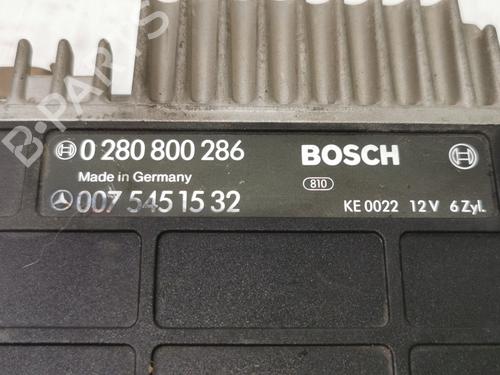 0 280 800 286
BOSCH
Made in Germany
810
007 545 15 32
KE 0022 12 V 6 Zyl.
B-PARTS